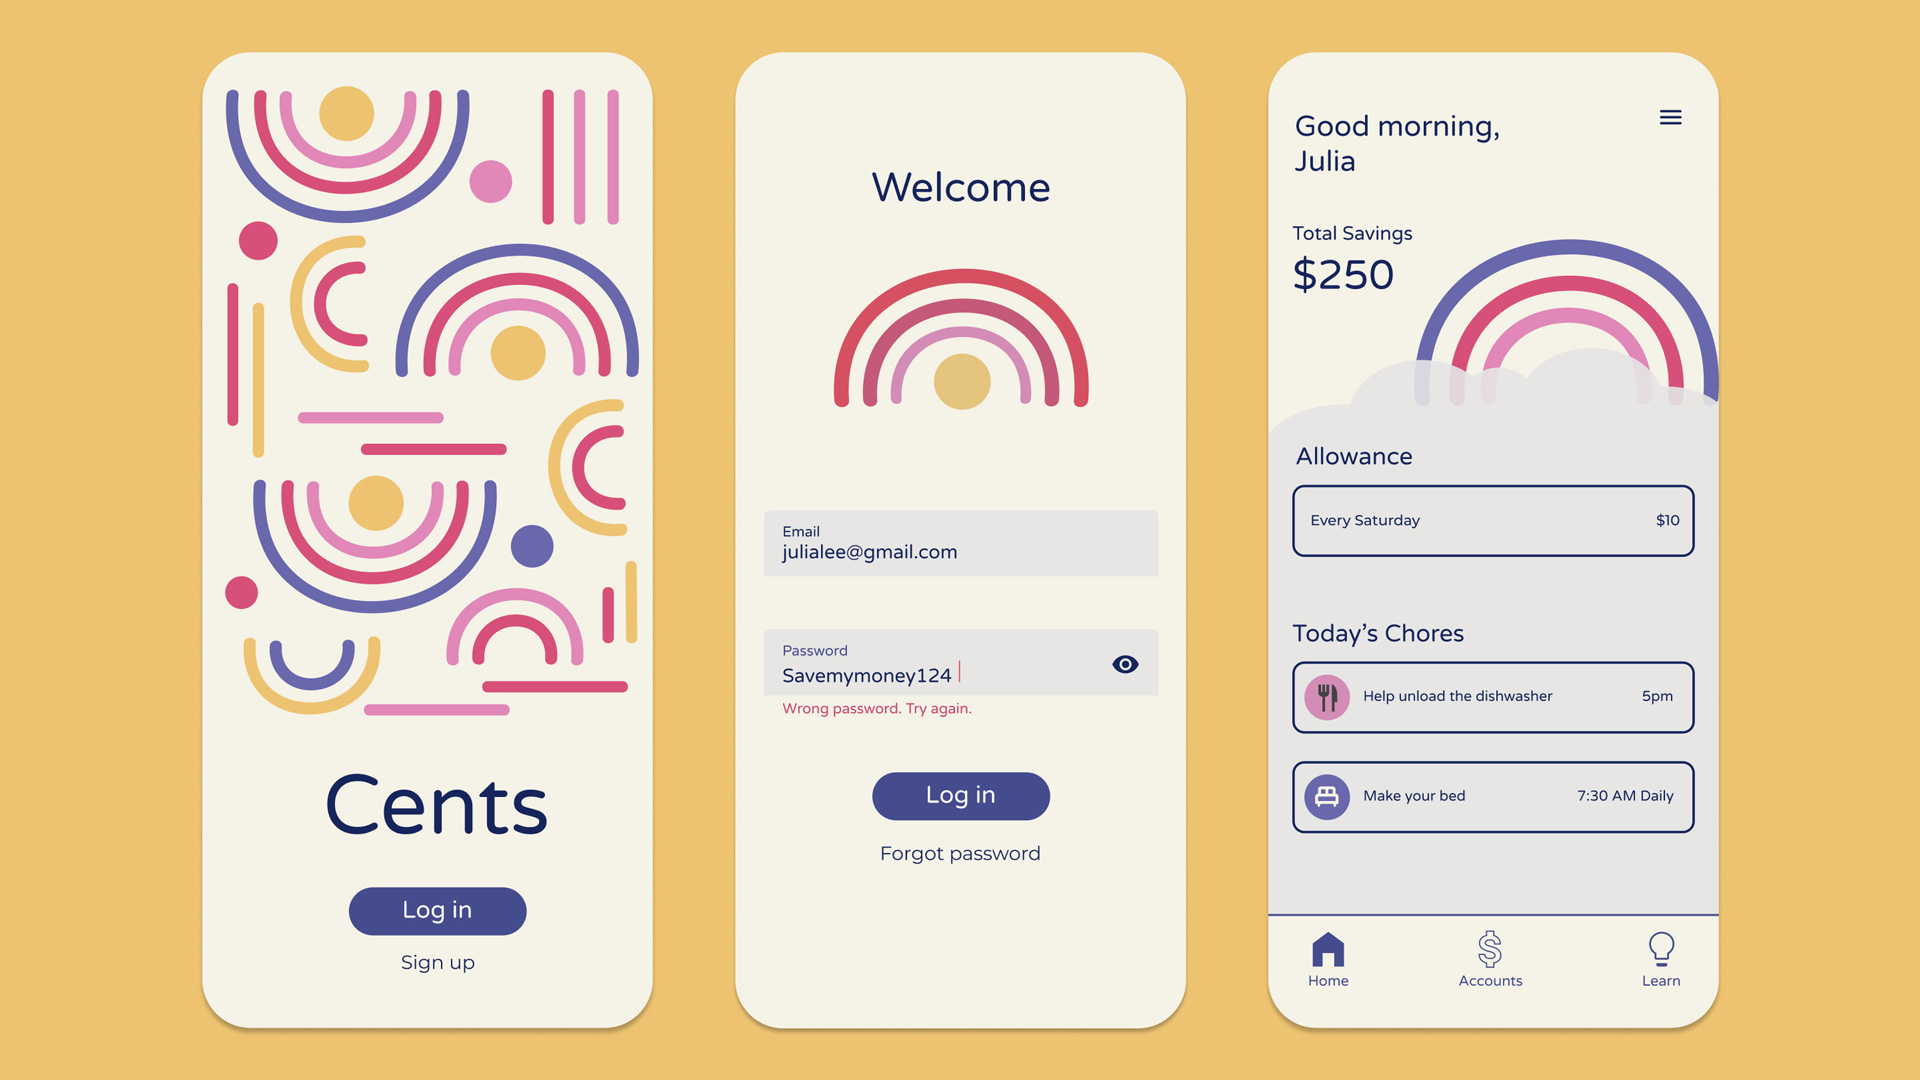 Cents
Log in
Sign up
Welcome
Email
julialee@gmail.com
Password
Savemymoney124
Wrong password. Try again.
Log in
Forgot password
Good morning,
Julia
Total Savings
$250
Allowance
Every Saturday $10
Today’s Chores
Help unload the dishwasher 5pm
Make your bed 7:30 AM Daily
Home Accounts Learn